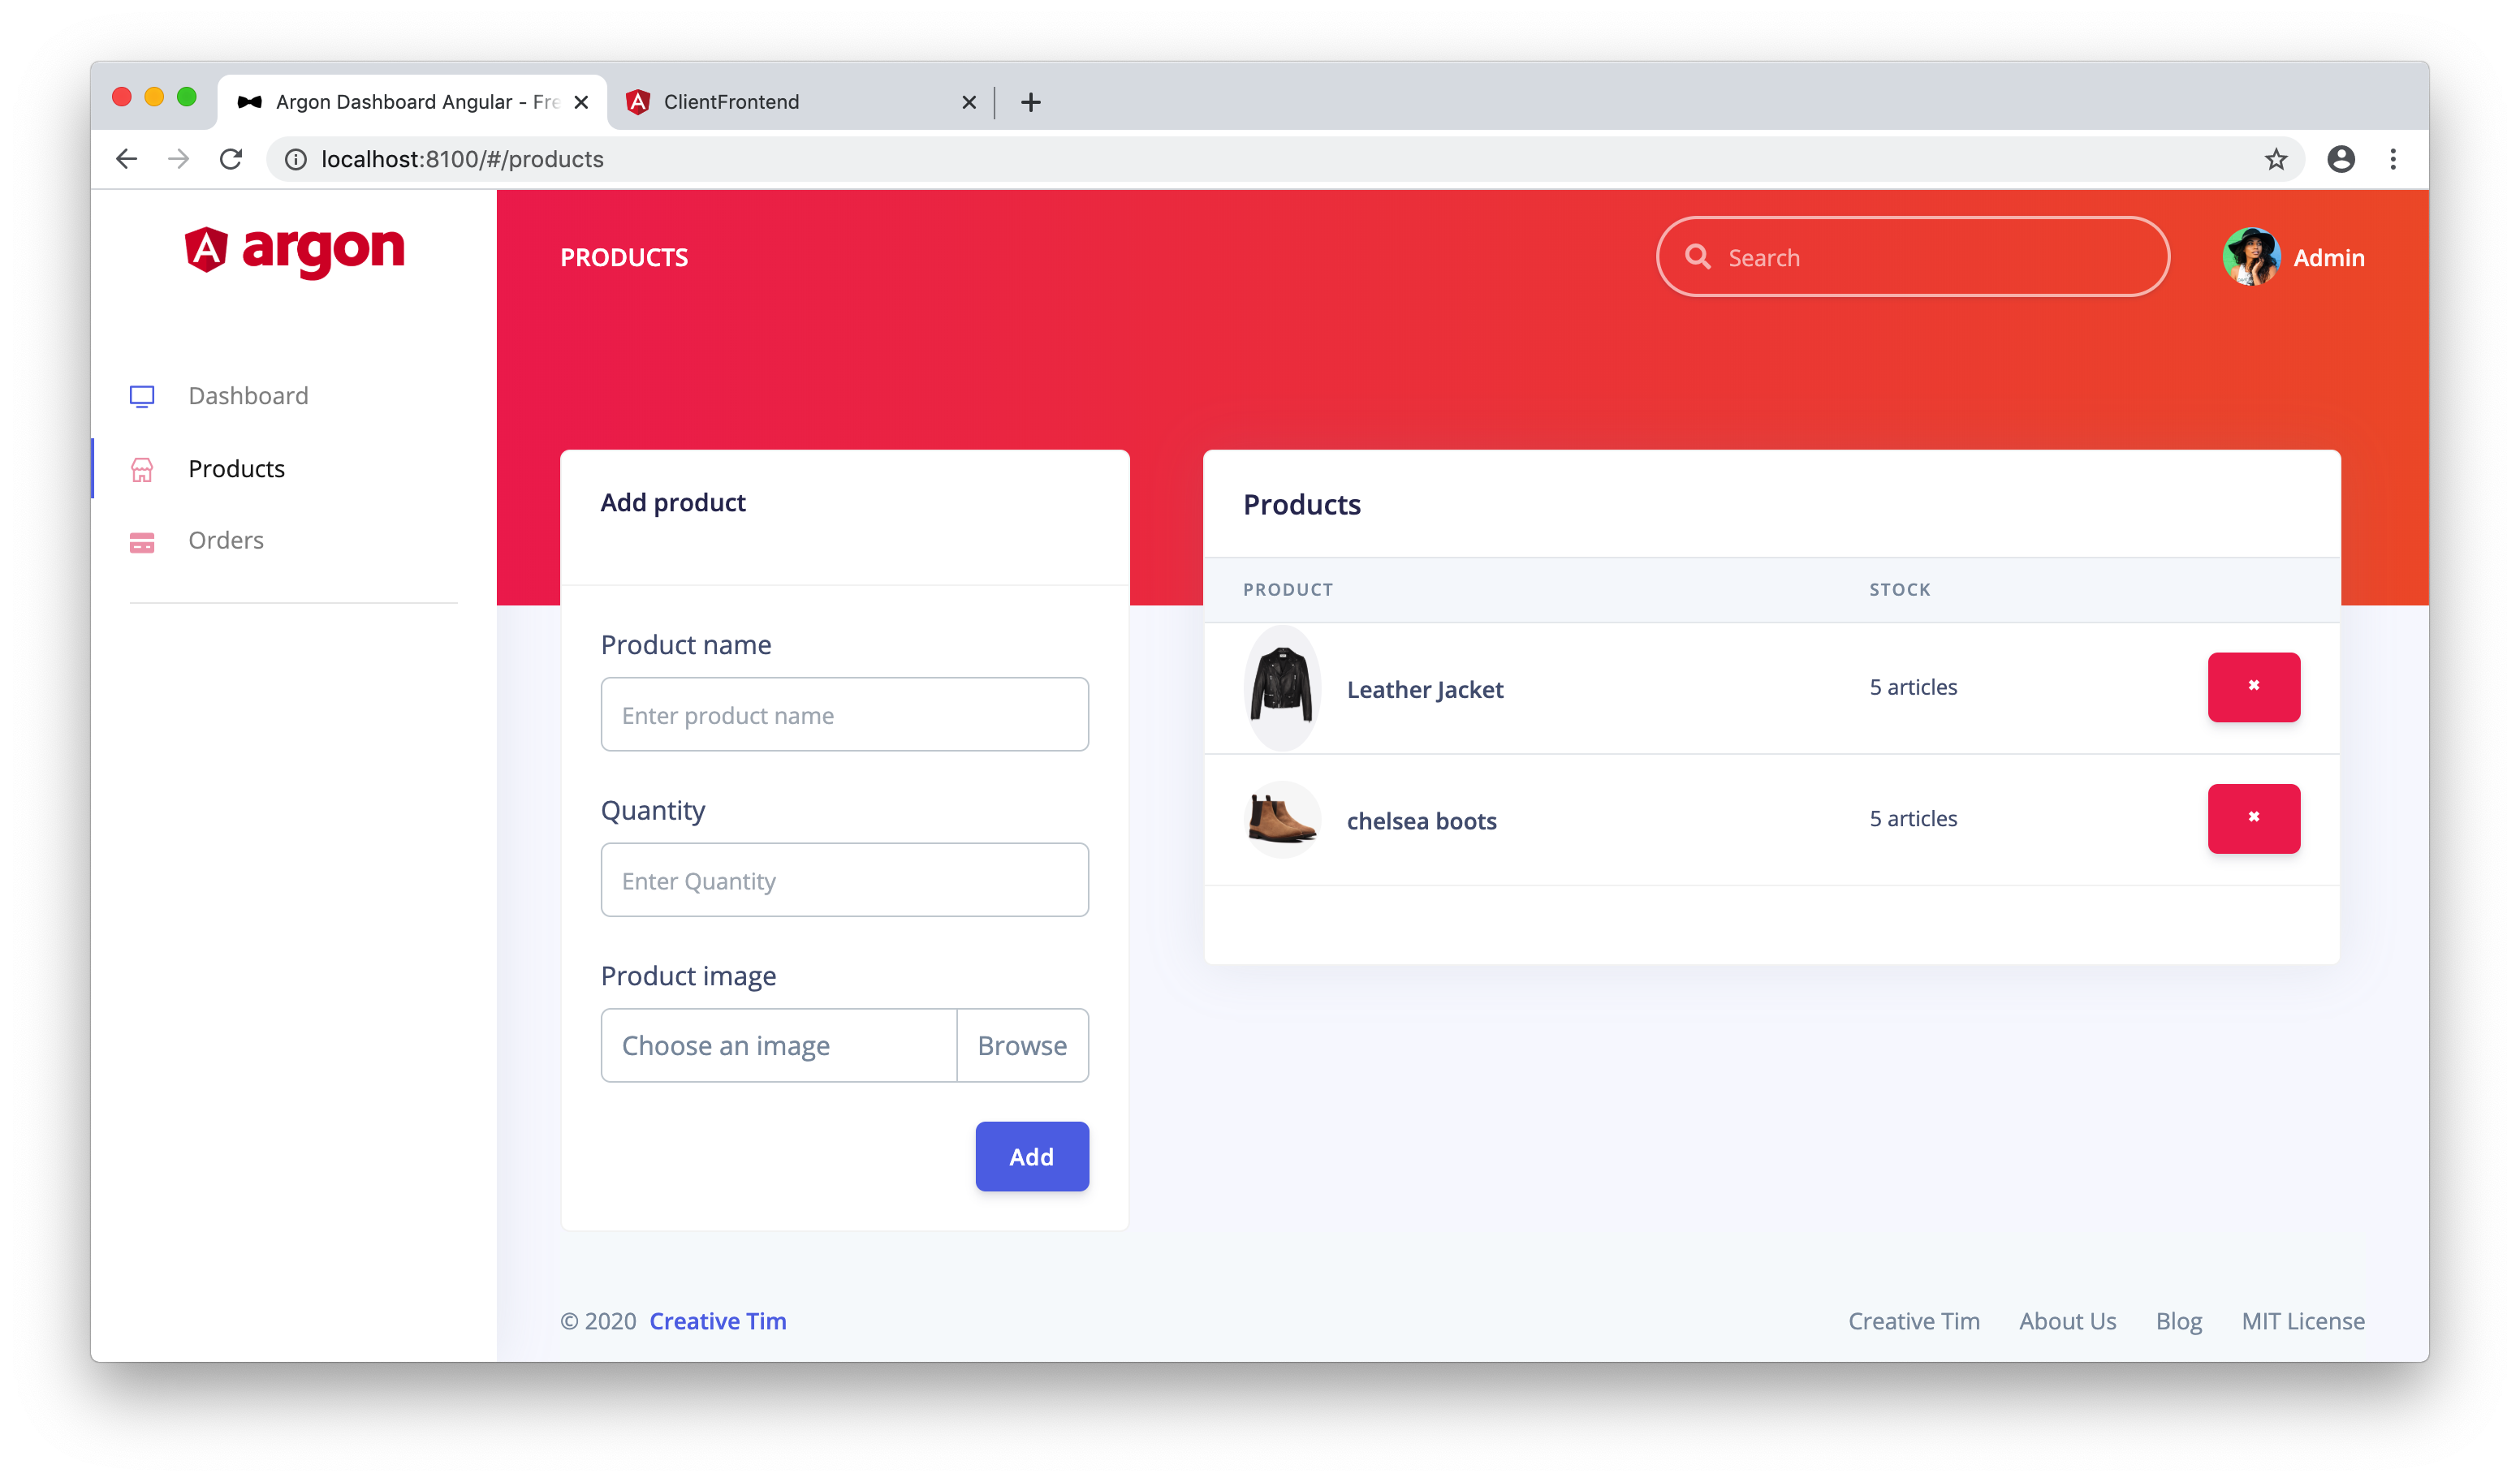 Argon Dashboard Angular - Fre
ClientFrontend
localhost:8100/#/products
argon
PRODUCTS
Search
Admin
Dashboard
Products
Orders
Add product
Product name
Enter product name
Quantity
Enter Quantity
Product image
Choose an image Browse
Add
Products
PRODUCT STOCK
Leather Jacket 5 articles
chelsea boots 5 articles
© 2020 Creative Tim
Creative Tim About Us Blog MIT License